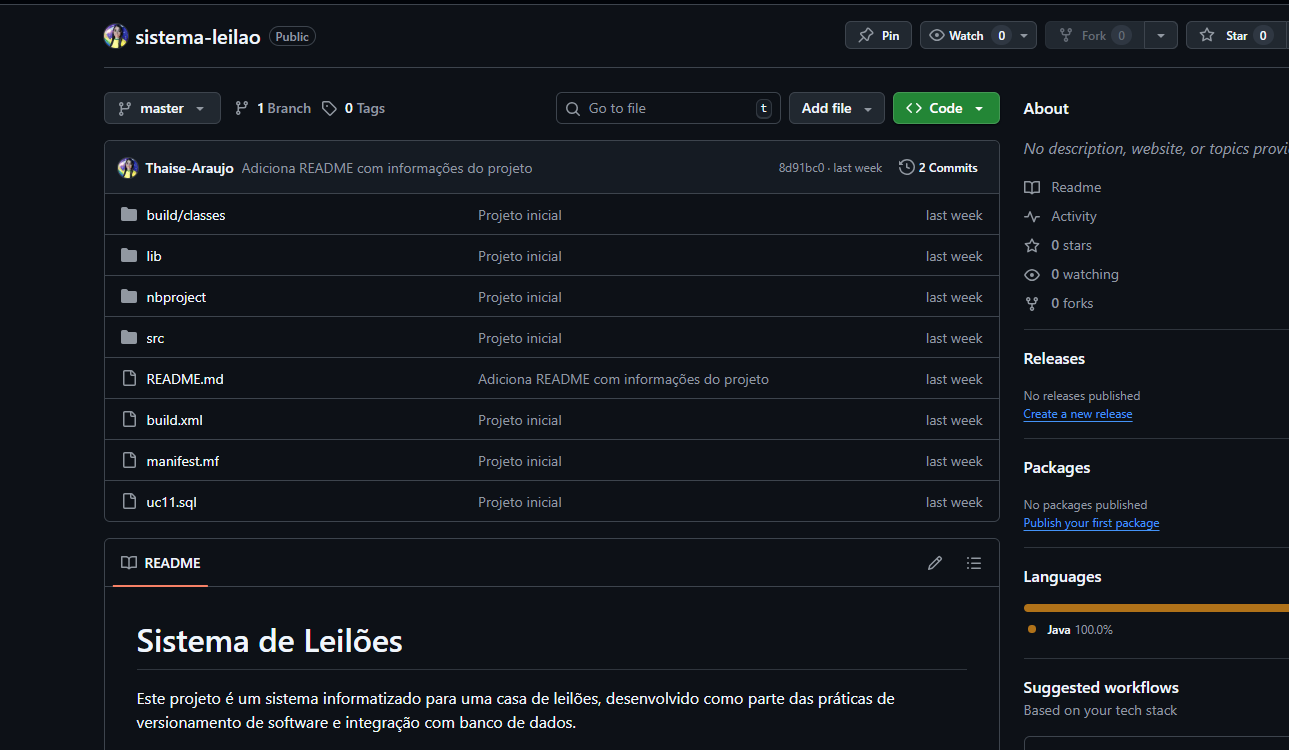 sistema-leilao Public Pin Watch 0 Fork 0 Star 0
master 1 Branch 0 Tags Go to file t Add file Code
About
Thaise-Araujo Adiciona README com informações do projeto 8d91bc0 · last week 2 Commits
No description, website, or topics
build/classes Projeto inicial last week
lib Projeto inicial last week
nbproject Projeto inicial last week
src Projeto inicial last week
README.md Adiciona README com informações do projeto last week
build.xml Projeto inicial last week
manifest.mf Projeto inicial last week
uc11.sql Projeto inicial last week
Readme
Activity
0 stars
0 watching
0 forks
Releases
No releases published
Create a new release
Packages
No packages published
Publish your first package
Languages
Java 100.0%
Suggested workflows
Based on your tech stack
README
Sistema de Leilões
Este projeto é um sistema informatizado para uma casa de leilões, desenvolvido como parte das práticas de
versionamento de software e integração com banco de dados.